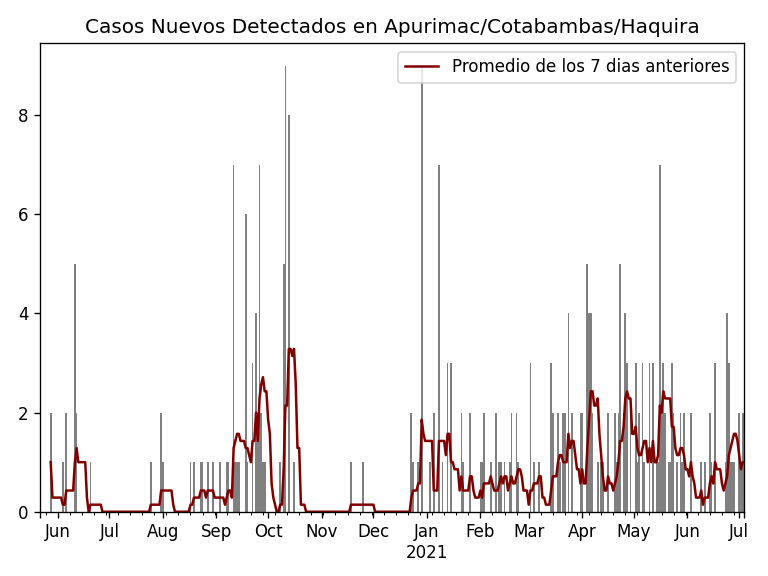 Casos Nuevos Detectados en Apurimac/Cotabambas/Haquira
Promedio de los 7 dias anteriores
8
6
4
2
0
Jun Jul Aug Sep Oct Nov Dec Jan Feb Mar Apr May Jun Jul
2021